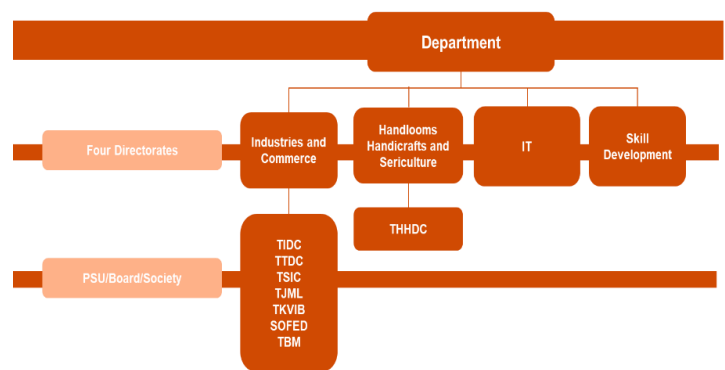 Department
Four Directorates
Industries and
Commerce
Handlooms
Handicrafts and
Sericulture
IT
Skill
Development
THHDC
PSU/Board/Society
TIDC
TTDC
TSIC
TJML
TKVIB
SOFED
TBM